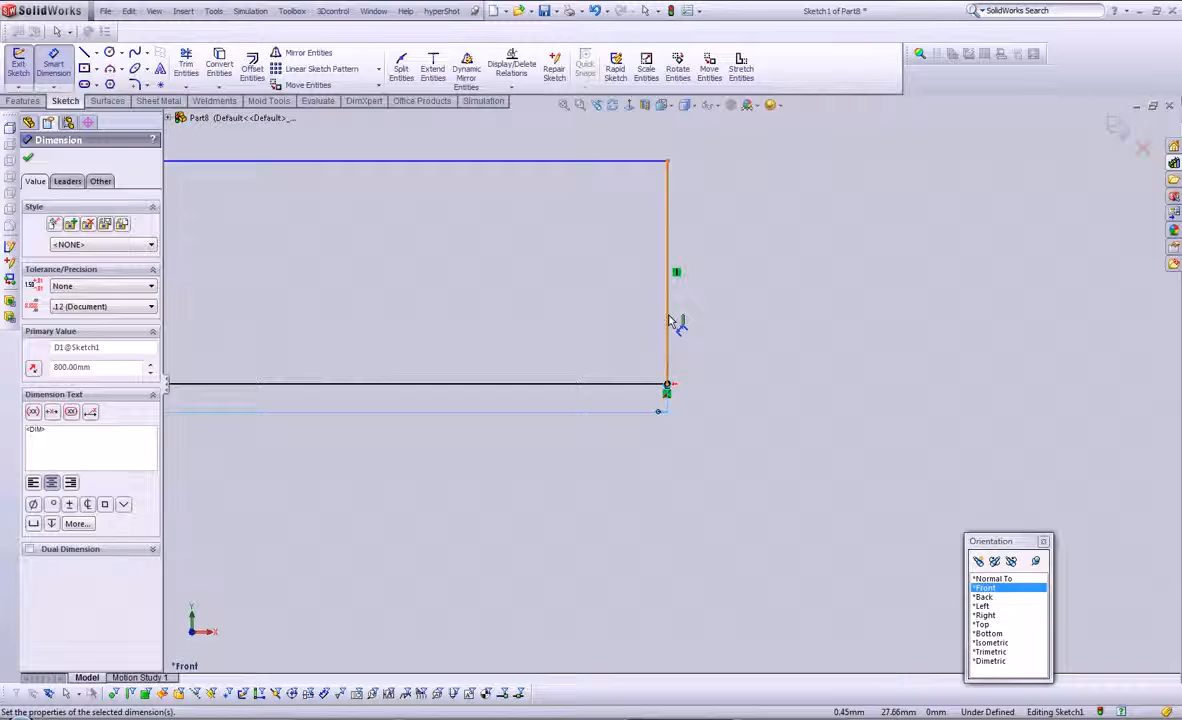 SolidWorks File Edit View Insert Tools Simulation Toolbox 3Dcontrol Window Help hyperShot Sketch1 of Part8 * SolidWorks Search
Exit Sketch Smart Dimension Trim Entities Convert Entities Offset Entities Mirror Entities Linear Sketch Pattern Move Entities Split Entities Extend Entities Dynamic Mirror Entities Display/Delete Relations Repair Sketch Quick Snaps Rapid Sketch Scale Entities Rotate Entities Move Entities Stretch Entities
Features Sketch Surfaces Sheet Metal Weldments Mold Tools Evaluate DimXpert Office Products Simulation
Part8 (Default<<Default>_...
Dimension ?
Value Leaders Other
Style
<NONE>
Tolerance/Precision
None
.12 (Document)
Primary Value
D1@Sketch1
800.00mm
Dimension Text
<DIM>
More...
Dual Dimension
Y
X
*Front
Orientation
*Normal To
*Front
*Back
*Left
*Right
*Top
*Bottom
*Isometric
*Trimetric
*Dimetric
Model Motion Study 1
Set the properties of the selected dimension(s). 0.45mm 27.66mm 0mm Under Defined Editing Sketch1